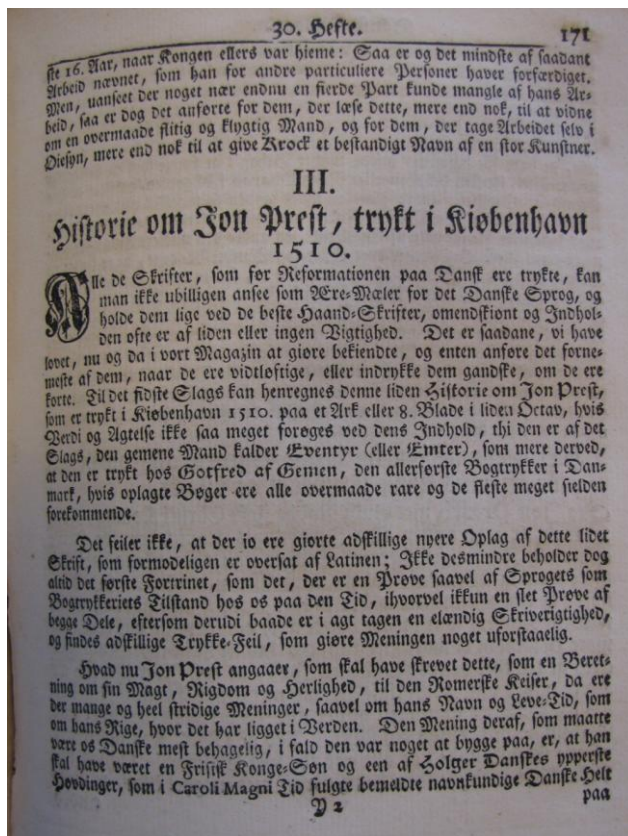 30. Hefte. 171
ste 16. Aar, naar Kongen ellers var hieme: Saa er og det mindste af saadant
Arbeid nævnet, som han for andre particuliere Personer haver forfærdiget.
Men, uanseet der noget nær endnu en fierde Part kunde mangle af hans Ar-
beid, saa er dog det anførte for dem, der læse dette, mere end nok, til at vidne
om en overmaade flitig og klygtig Mand, og for dem, der tage Arbeidet selv i
Øiesyn, mere end nok til at give Krock et bestandigt Navn af en stor Kunstner.
III.
Historie om Jon Prest, trykt i Kiøbenhavn
1510.
Alle de Skrifter, som før Reformationen paa Dansk ere trykte, kan
man ikke ubilligen ansee som Ære-Mæler for det Danske Sprog, og
holde dem lige ved de beste Haand-Skrifter, omendskiønt og Indhol-
den ofte er af liden eller ingen Vigtighed. Det er saadane, vi have
lovet, nu og da i vort Magazin at giøre bekiendte, og enten anføre det forne-
meste af dem, naar de ere vidtløftige, eller indrykke dem gandske, om de ere
korte. Til det sidste Slags kan henregnes denne liden Historie om Jon Prest,
som er trykt i Kiøbenhavn 1510. paa et Ark eller 8. Blade i liden Octav, hvis
Verdi og Agtelse ikke saa meget forøges ved dens Indhold, thi den er af det
Slags, den gemene Mand kalder Eventyr (eller Emter), som mere derved,
at den er trykt hos Gotfred af Gemen, den allerførste Bogtrykker i Dan-
mark, hvis oplagte Bøger ere alle overmaade rare og de fleste meget sielden
forekommende.
Det feiler ikke, at der jo ere giorte adskillige nyere Oplag af dette lidet
Skrift, som formodeligen er oversat af Latinen; Ikke desmindre beholder dog
altid det første Fortrinet, som det, der er en Prøve saavel af Sprogets som
Bogtrykkeriets Tilstand hos os paa den Tid, ihvorvel ikkun en slet Prøve af
begge Dele, eftersom derudi baade er i agt tagen en elændig Skriverigtighed,
og findes adskillige Trykke-Feil, som giøre Meningen noget uforstaaelig.
Hvad nu Jon Prest angaaer, som skal have skrevet dette, som en Beret-
ning om sin Magt, Rigdom og Herlighed, til den Romerske Keiser, da ere
der mange og heel stridige Meninger, saavel om hans Navn og Leve-Tid, som
om hans Rige, hvor det har ligget i Verden. Den Mening deraf, som maatte
være os Danske mest behagelig, i fald den var noget at bygge paa, er, at han
skal have været en Frisisk Konge-Søn og een af Holger Danskes ypperste
Høvdinger, som i Caroli Magni Tid fulgte bemeldte navnkundige Danske Helt
Y 2 paa